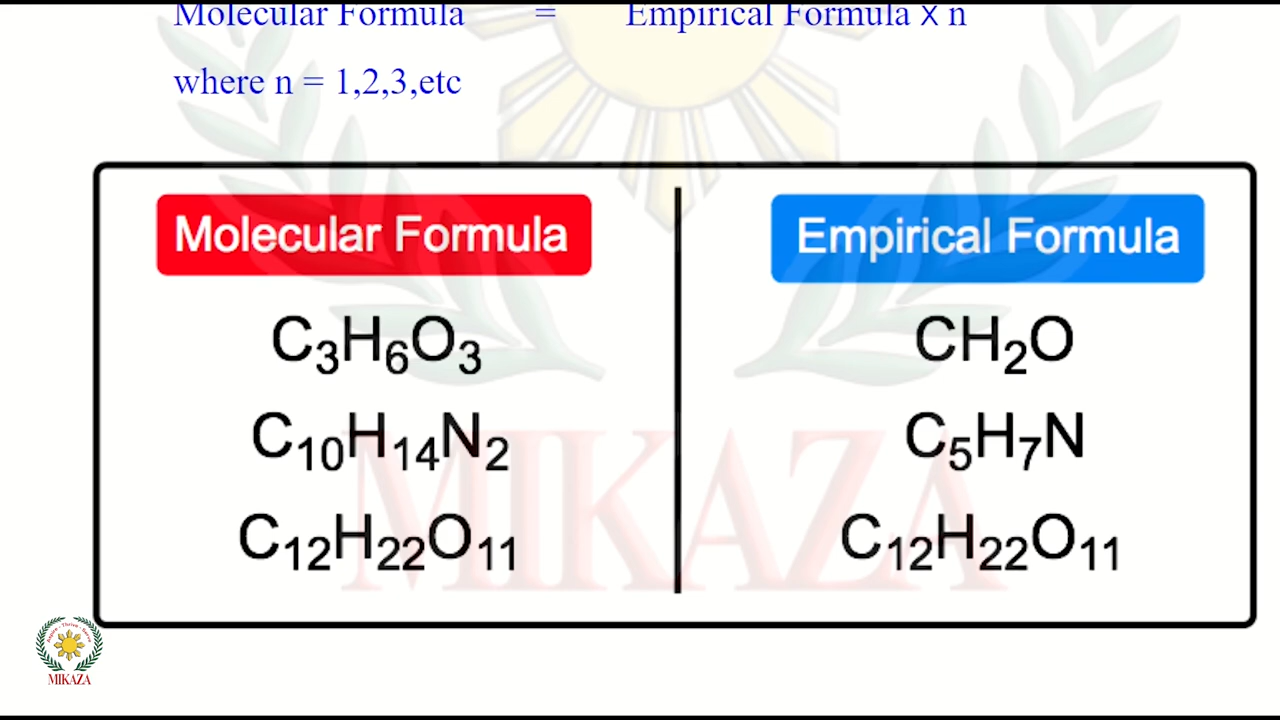 Molecular Formula = Empirical Formula x n
where n = 1,2,3,etc
Molecular Formula Empirical Formula
C₃H₆O₃ CH₂O
C₁₀H₁₄N₂ C₅H₇N
C₁₂H₂₂O₁₁ C₁₂H₂₂O₁₁
MIKAZA
MIKAZA